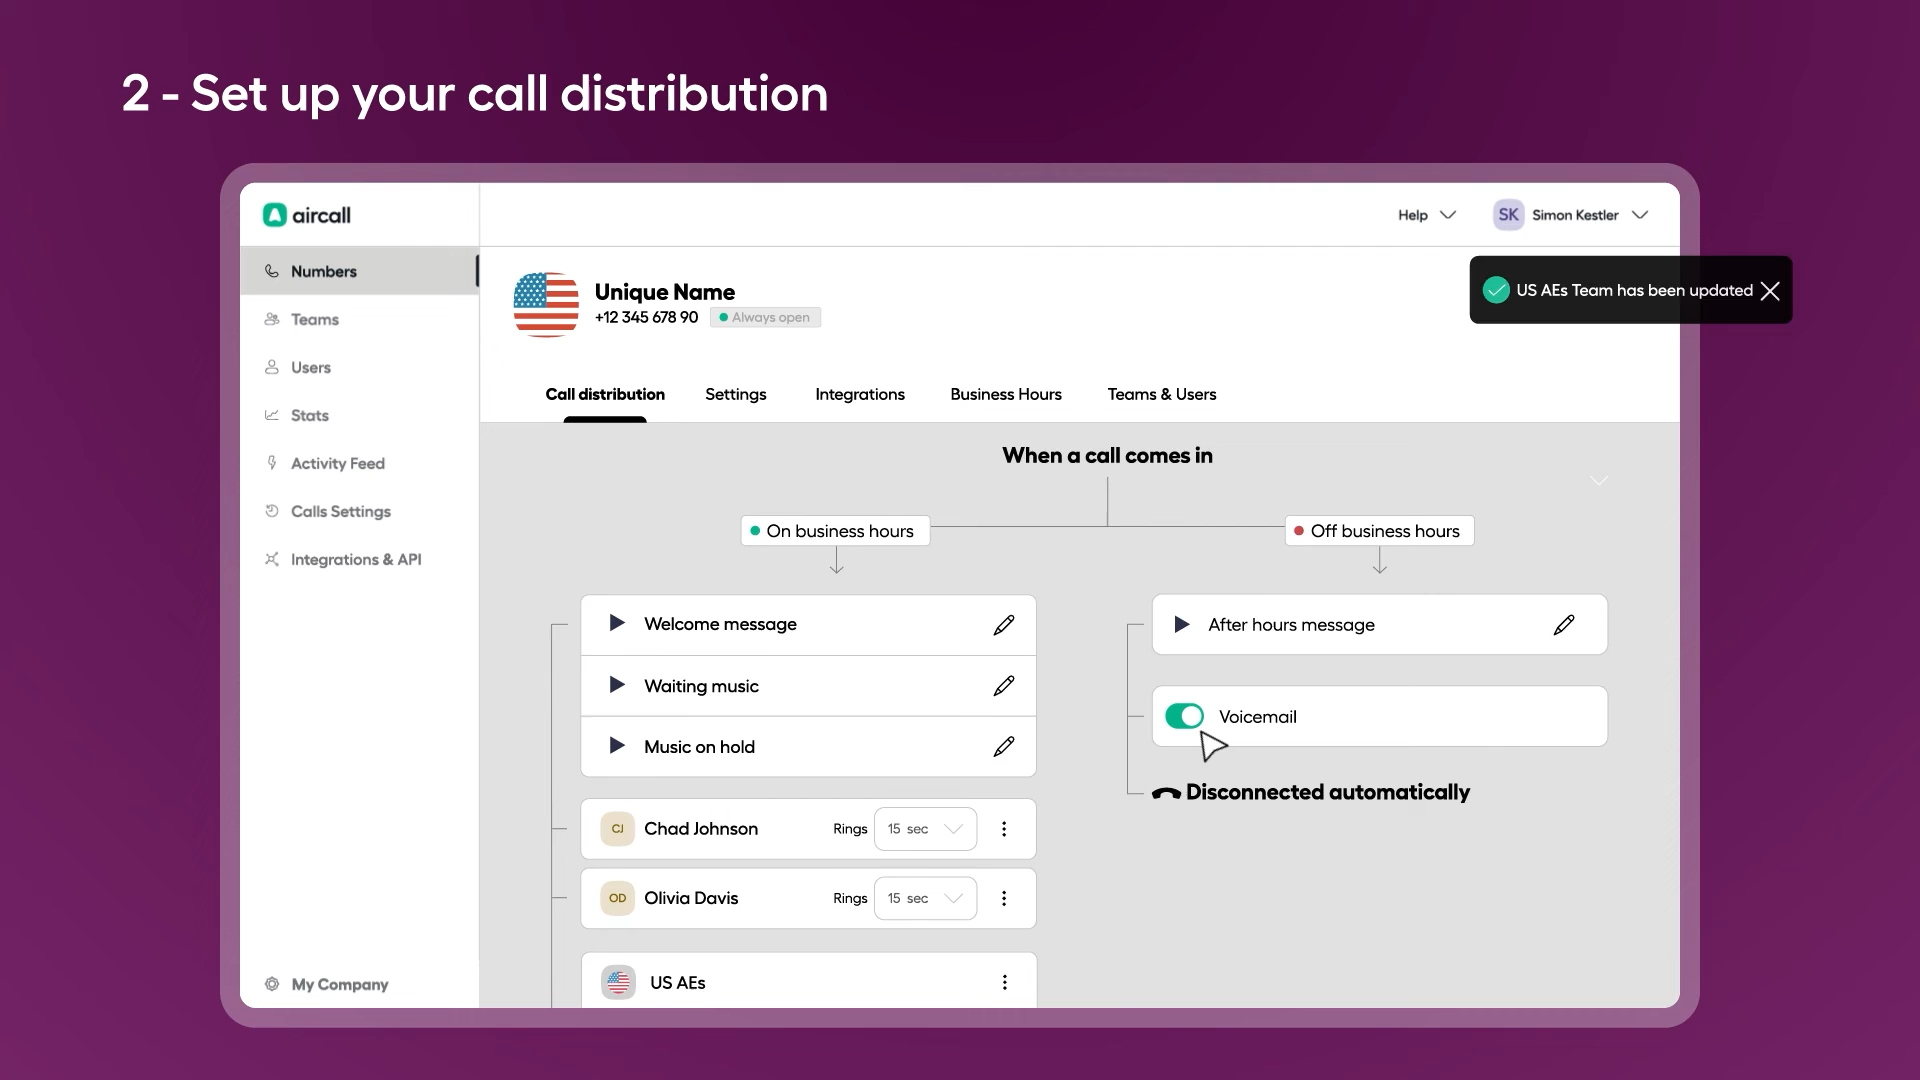 2 - Set up your call distribution
aircall
Help
SK
Simon Kestler
Numbers
Teams
Users
Stats
Activity Feed
Calls Settings
Integrations & API
My Company
Unique Name
+12 345 678 90
Always open
US AEs Team has been updated
Call distribution
Settings
Integrations
Business Hours
Teams & Users
When a call comes in
On business hours
Off business hours
Welcome message
Waiting music
Music on hold
CJ
Chad Johnson
Rings
15 sec
OD
Olivia Davis
Rings
15 sec
US AEs
After hours message
Voicemail
Disconnected automatically